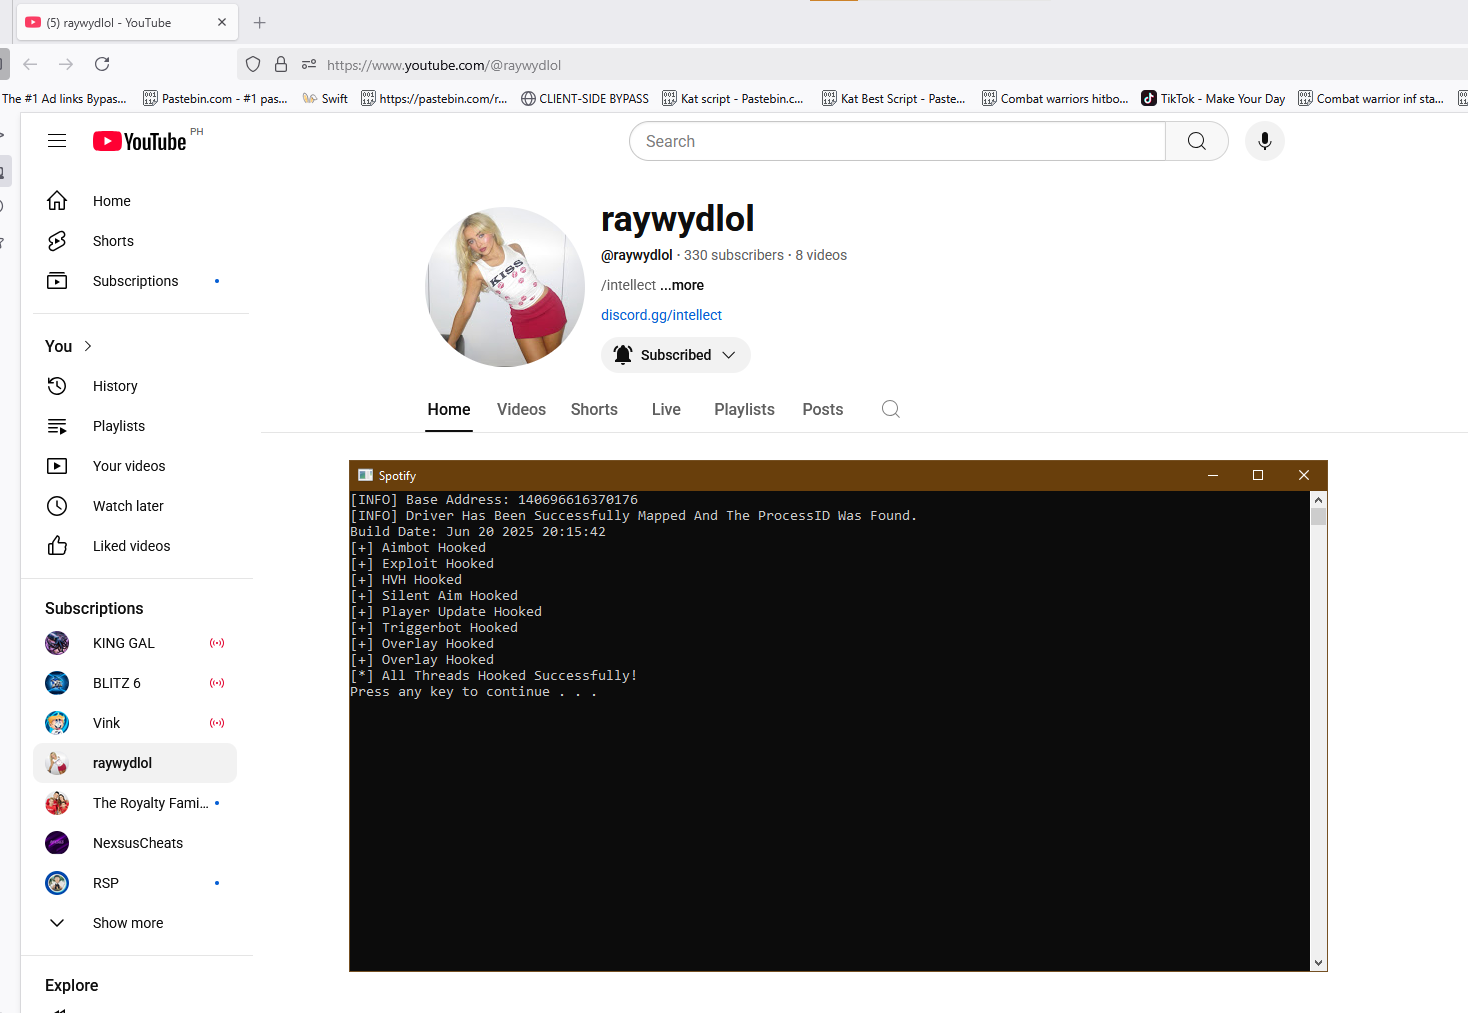 (5) raywydlol - YouTube
https://www.youtube.com/@raywydlol
The #1 Ad links Bypas...
Pastebin.com - #1 pas...
Swift
https://pastebin.com/r...
CLIENT-SIDE BYPASS
Kat script - Pastebin.c...
Kat Best Script - Paste...
Combat warriors hitbo...
TikTok - Make Your Day
Combat warrior inf sta...
YouTube PH
Search
Home
Shorts
Subscriptions
You
History
Playlists
Your videos
Watch later
Liked videos
Subscriptions
KING GAL
BLITZ 6
Vink
raywydlol
The Royalty Fami...
NexsusCheats
RSP
Show more
Explore
raywydlol
@raywydlol · 330 subscribers · 8 videos
/intellect ...more
discord.gg/intellect
Subscribed
KISS
Home
Videos
Shorts
Live
Playlists
Posts
Spotify
[INFO] Base Address: 140696616370176
[INFO] Driver Has Been Successfully Mapped And The ProcessID Was Found.
Build Date: Jun 20 2025 20:15:42
[+] Aimbot Hooked
[+] Exploit Hooked
[+] HVH Hooked
[+] Silent Aim Hooked
[+] Player Update Hooked
[+] Triggerbot Hooked
[+] Overlay Hooked
[+] Overlay Hooked
[*] All Threads Hooked Successfully!
Press any key to continue . . .